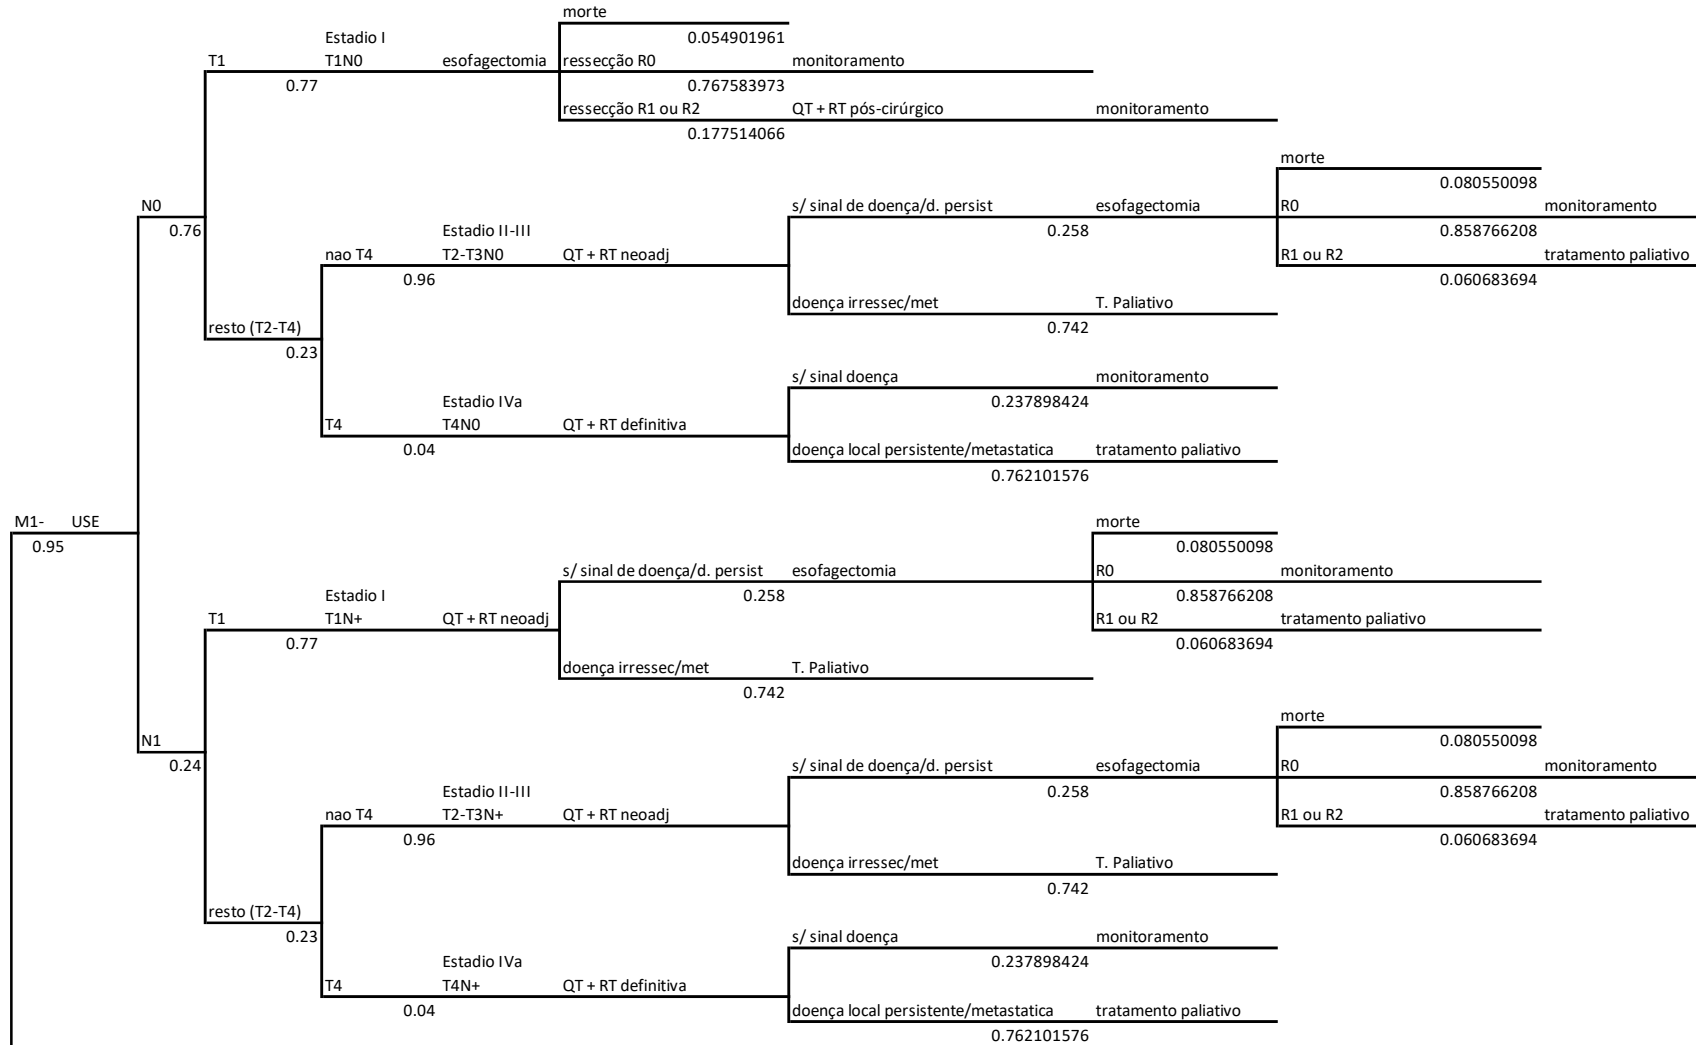 morte
0.054901961
Estadio I
T1 T1N0 esofagectomia ressecção R0 monitoramento
0.77 0.767583973
ressecção R1 ou R2 QT + RT pós-cirúrgico monitoramento
0.177514066
morte
0.080550098
N0 s/ sinal de doença/d. persist esofagectomia R0 monitoramento
0.76 0.258 0.858766208
Estadio II-III
nao T4 T2-T3N0 QT + RT neoadj R1 ou R2 tratamento paliativo
0.96 0.060683694
doença irressec/met T. Paliativo
0.742
resto (T2-T4)
0.23
s/ sinal doença monitoramento
0.237898424
Estadio IVa
T4 T4N0 QT + RT definitiva
0.04
doença local persistente/metastatica tratamento paliativo
0.762101576
M1- USE morte
0.95 0.080550098
s/ sinal de doença/d. persist esofagectomia R0 monitoramento
0.258 0.858766208
Estadio I
T1 T1N+ QT + RT neoadj R1 ou R2 tratamento paliativo
0.77 0.060683694
doença irressec/met T. Paliativo
0.742
morte
0.080550098
N1
0.24
s/ sinal de doença/d. persist esofagectomia R0 monitoramento
0.258 0.858766208
Estadio II-III
nao T4 T2-T3N+ QT + RT neoadj R1 ou R2 tratamento paliativo
0.96 0.060683694
doença irressec/met T. Paliativo
0.742
resto (T2-T4)
0.23
s/ sinal doença monitoramento
0.237898424
Estadio IVa
T4 T4N+ QT + RT definitiva
0.04
doença local persistente/metastatica tratamento paliativo
0.762101576